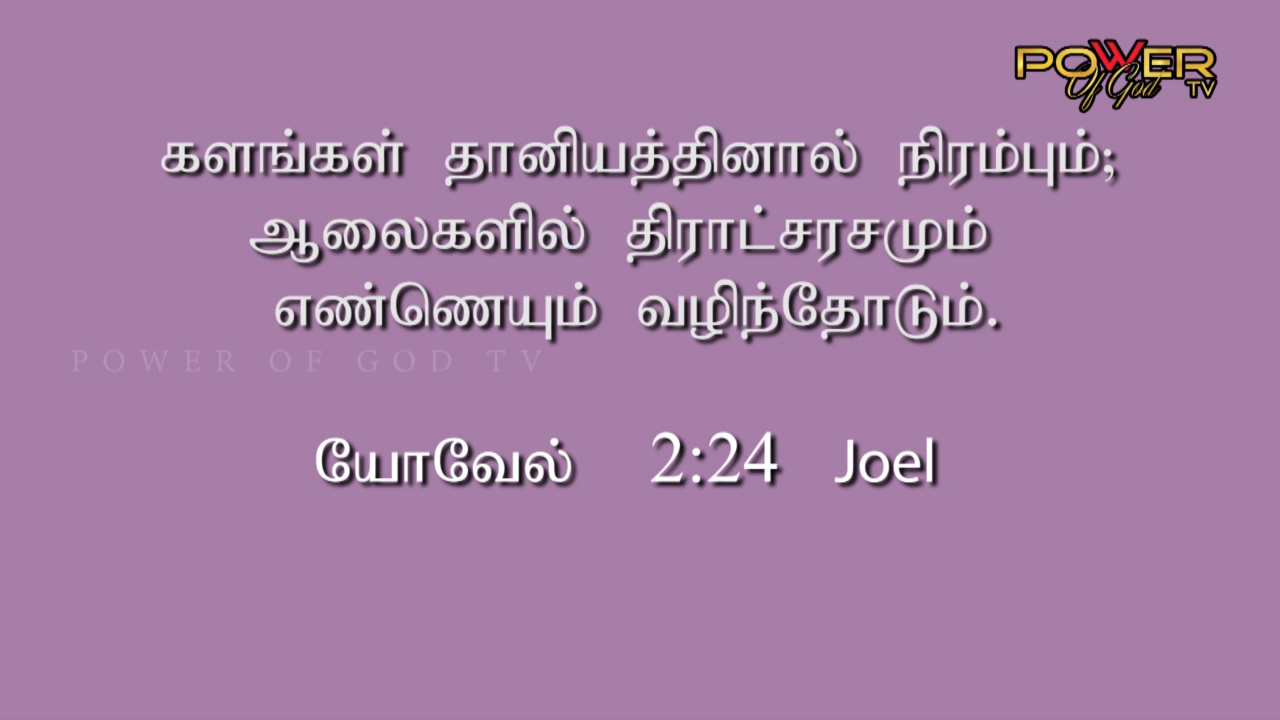 POWER
Of God TV
களங்கள் தானியத்தினால் நிரம்பும்;
ஆலைகளில் திராட்சரசமும்
எண்ணெயும் வழிந்தோடும்.
POWER OF GOD TV
யோவேல் 2:24 Joel